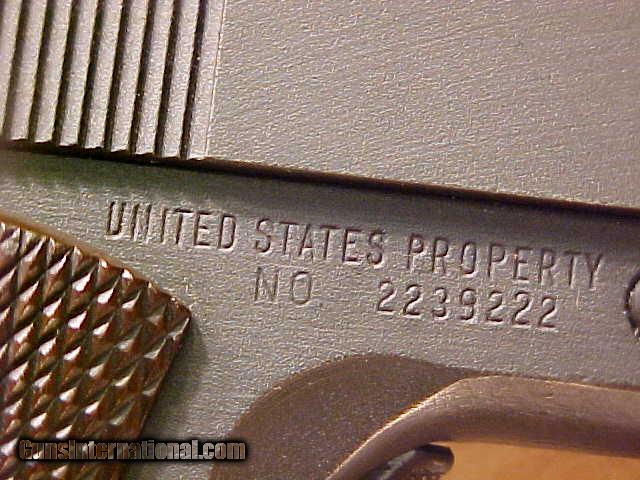 UNITED STATES PROPERTY
NO 2239222
GunsInternational.com